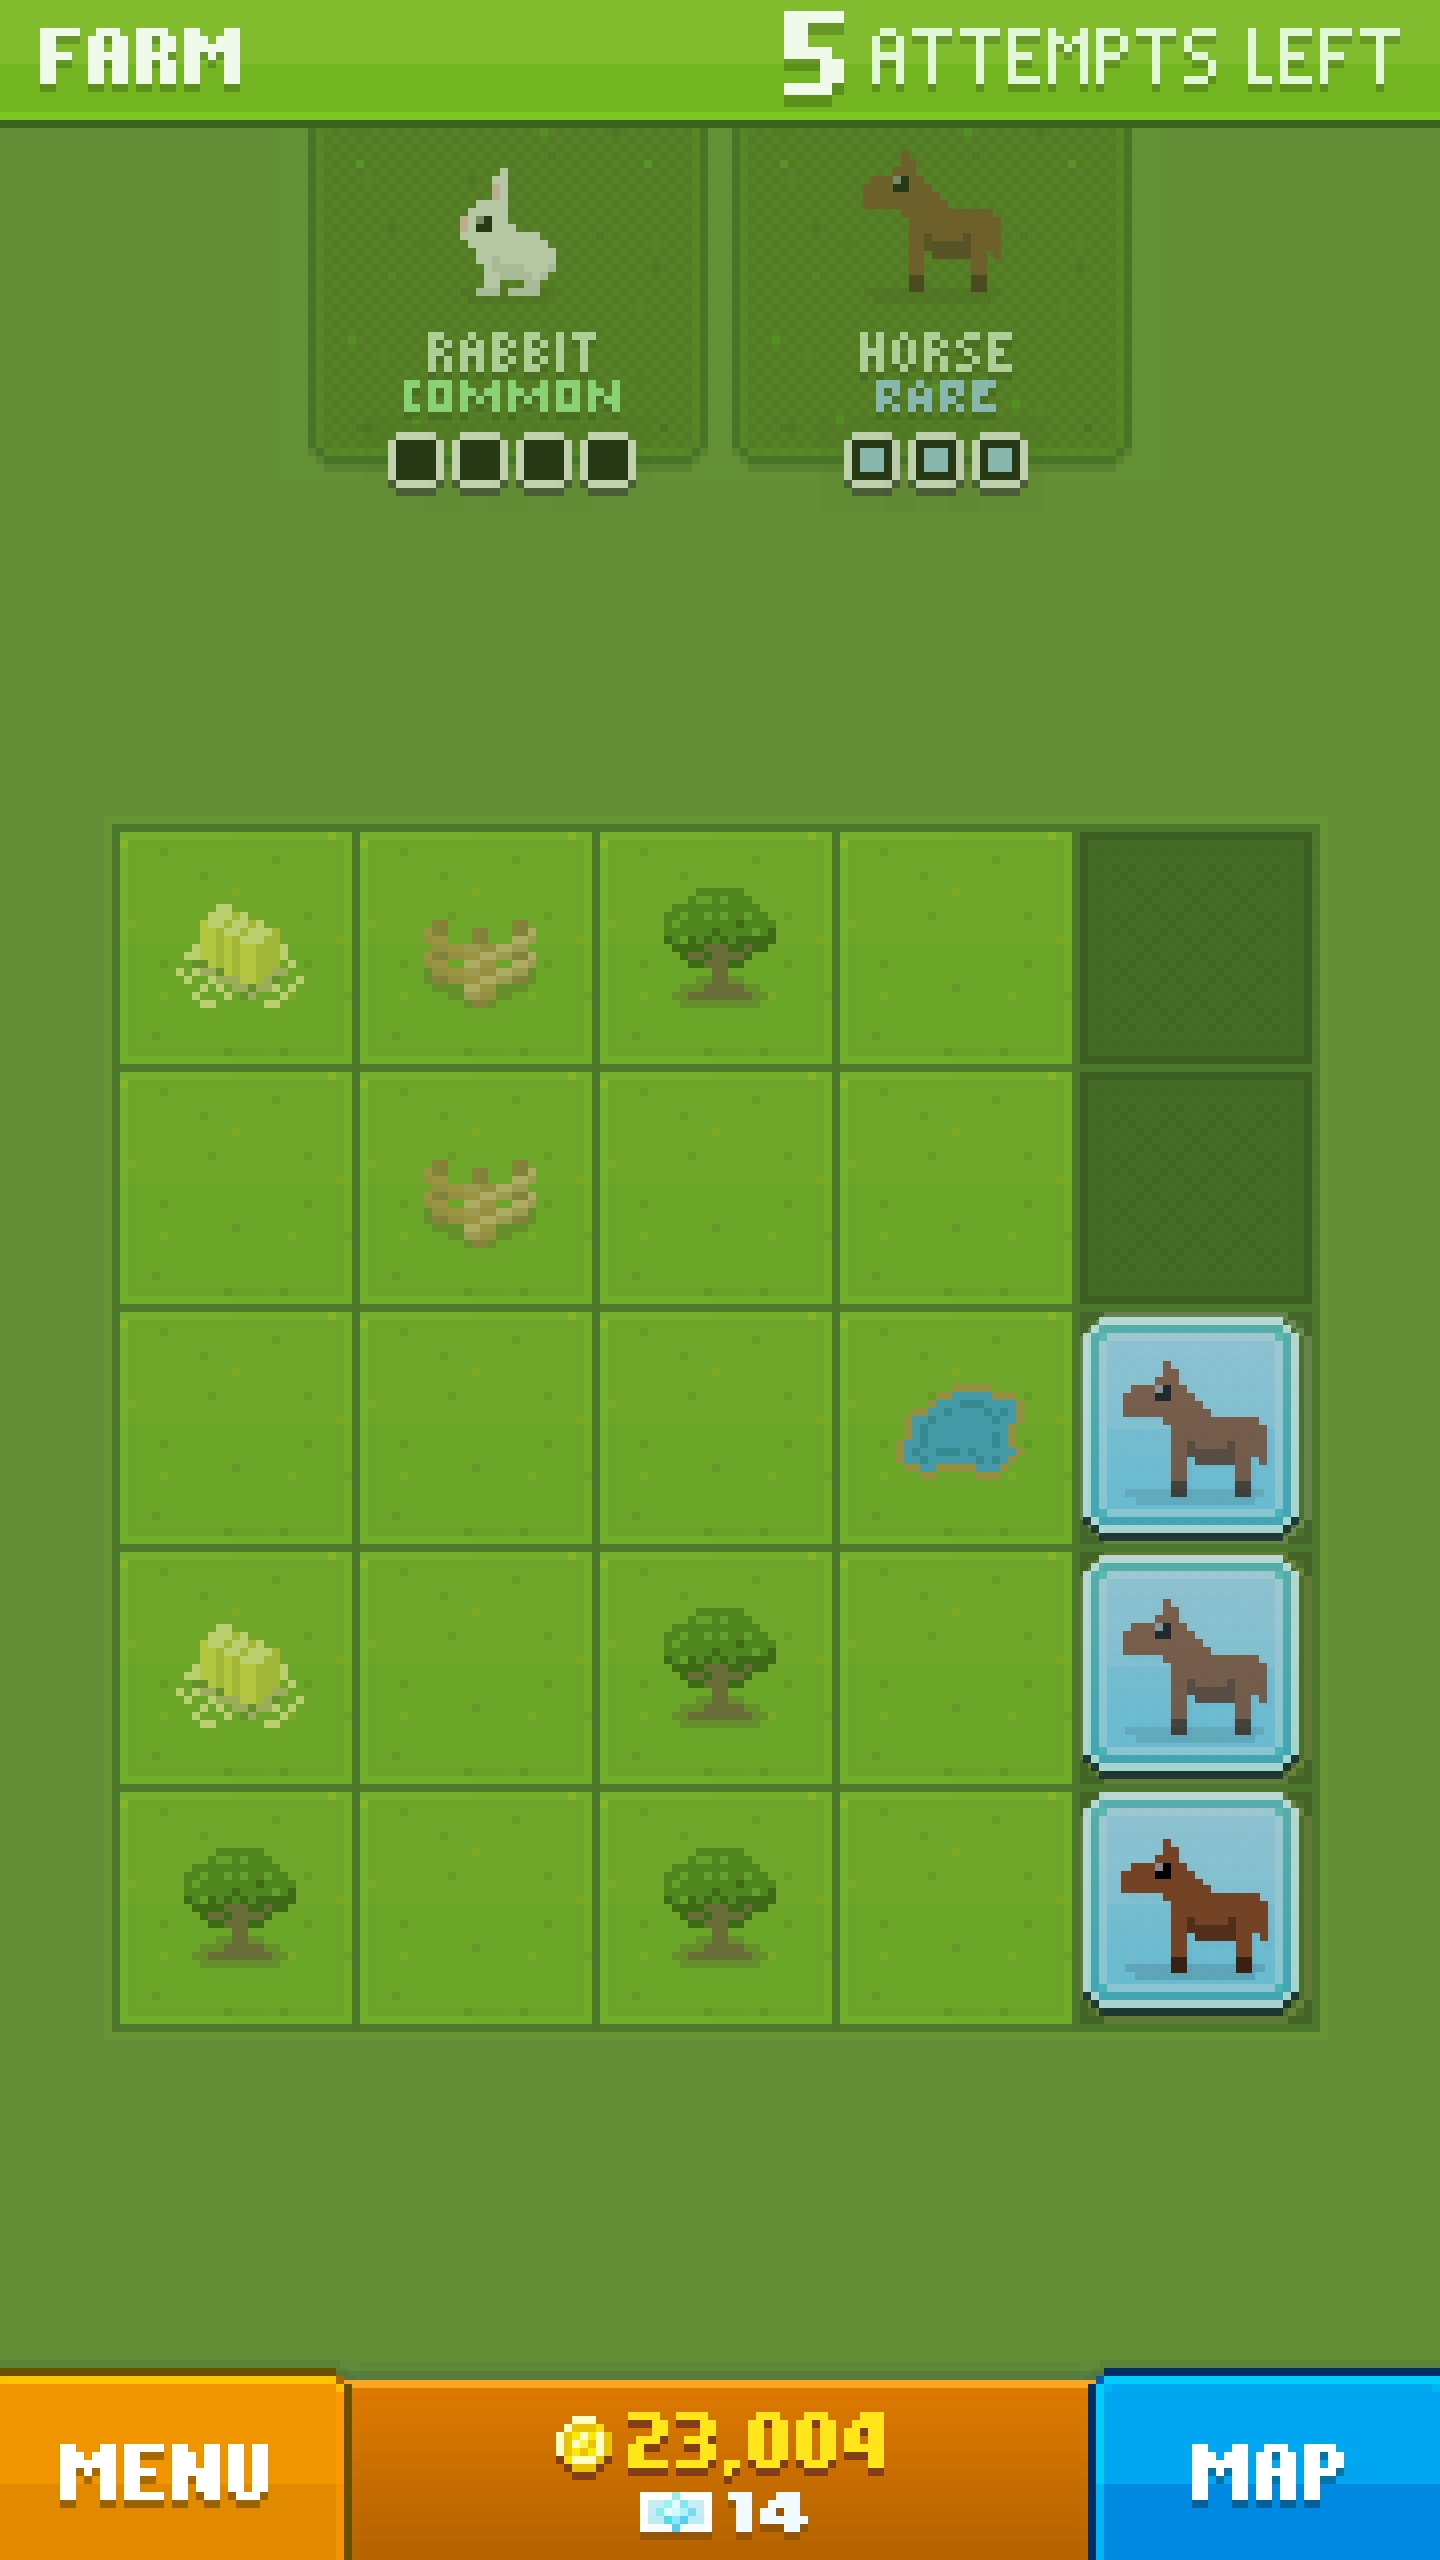 FARM
5 ATTEMPTS LEFT
RABBIT
COMMON
HORSE
RARE
MENU
23,004
14
MAP